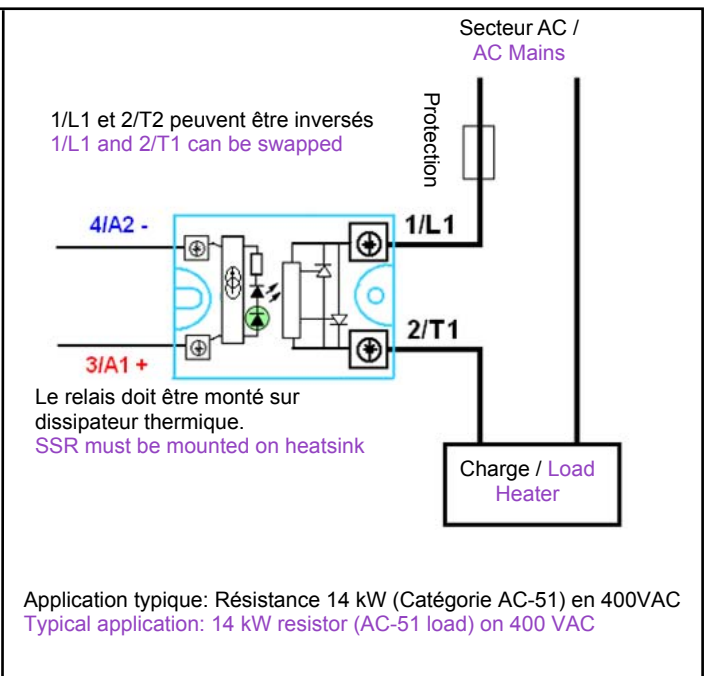 Secteur AC /
AC Mains
Protection
1/L1 et 2/T2 peuvent être inversés
1/L1 and 2/T1 can be swapped
4/A2 -
1/L1
3/A1 +
2/T1
Le relais doit être monté sur
dissipateur thermique.
SSR must be mounted on heatsink
Charge / Load
Heater
Application typique: Résistance 14 kW (Catégorie AC-51) en 400VAC
Typical application: 14 kW resistor (AC-51 load) on 400 VAC